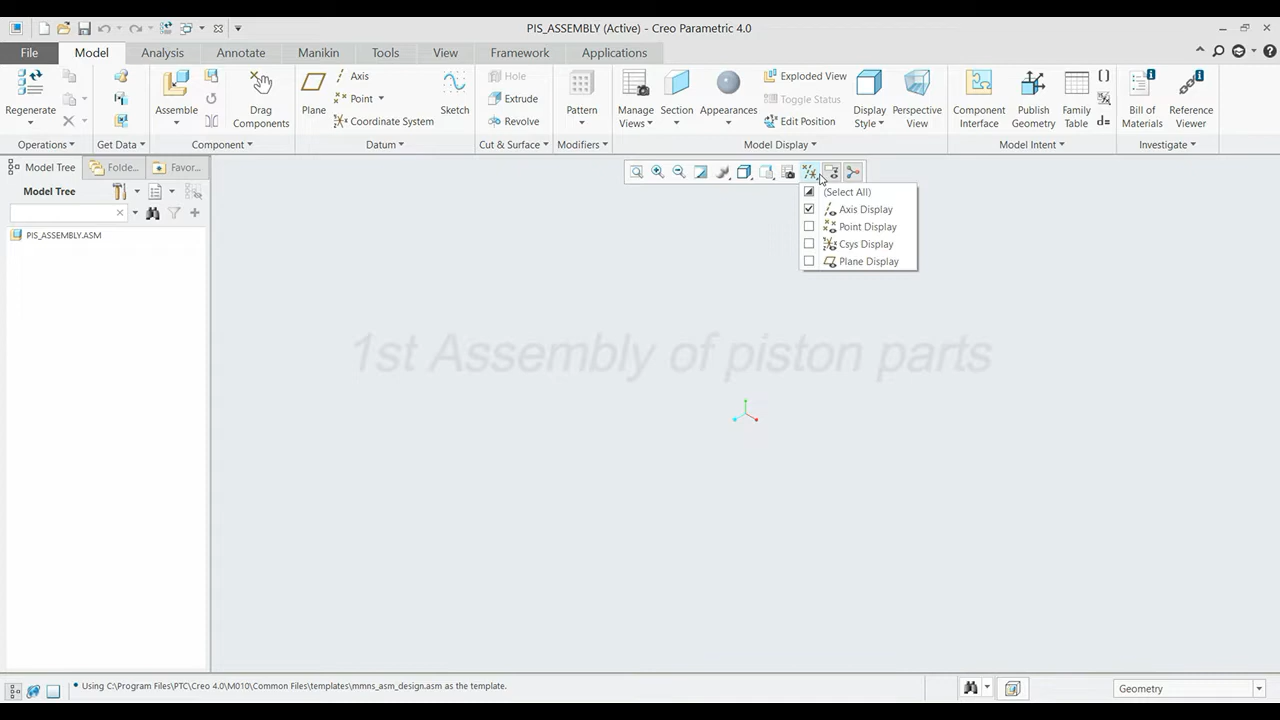 PIS_ASSEMBLY (Active) - Creo Parametric 4.0
File Model Analysis Annotate Manikin Tools View Framework Applications
Regenerate
Operations
Get Data
Assemble
Drag Components
Component
Plane
Axis
Point
Coordinate System
Sketch
Datum
Hole
Extrude
Revolve
Cut & Surface
Pattern
Modifiers
Manage Views
Section
Appearances
Exploded View
Toggle Status
Edit Position
Display Style
Perspective View
Model Display
Component Interface
Publish Geometry
Family Table
Model Intent
Bill of Materials
Reference Viewer
Investigate
Model Tree
Folde...
Favor...
Model Tree
PIS_ASSEMBLY.ASM
(Select All)
Axis Display
Point Display
Csys Display
Plane Display
1st Assembly of piston parts
• Using C:\Program Files\PTC\Creo 4.0\M010\Common Files\templates\mmns_asm_design.asm as the template.
Geometry